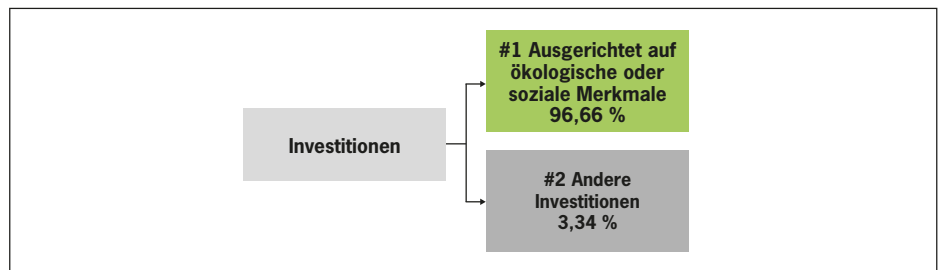 Investitionen
#1 Ausgerichtet auf
ökologische oder
soziale Merkmale
96,66 %
#2 Andere
Investitionen
3,34 %